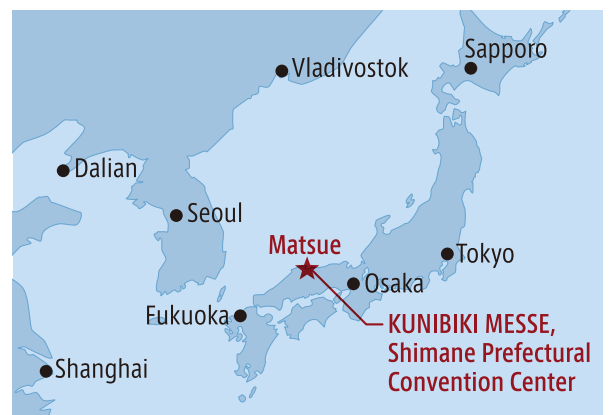 Sapporo
Vladivostok
Dalian
Seoul
Matsue
Tokyo
Osaka
Fukuoka
KUNIBIKI MESSE,
Shimane Prefectural
Convention Center
Shanghai